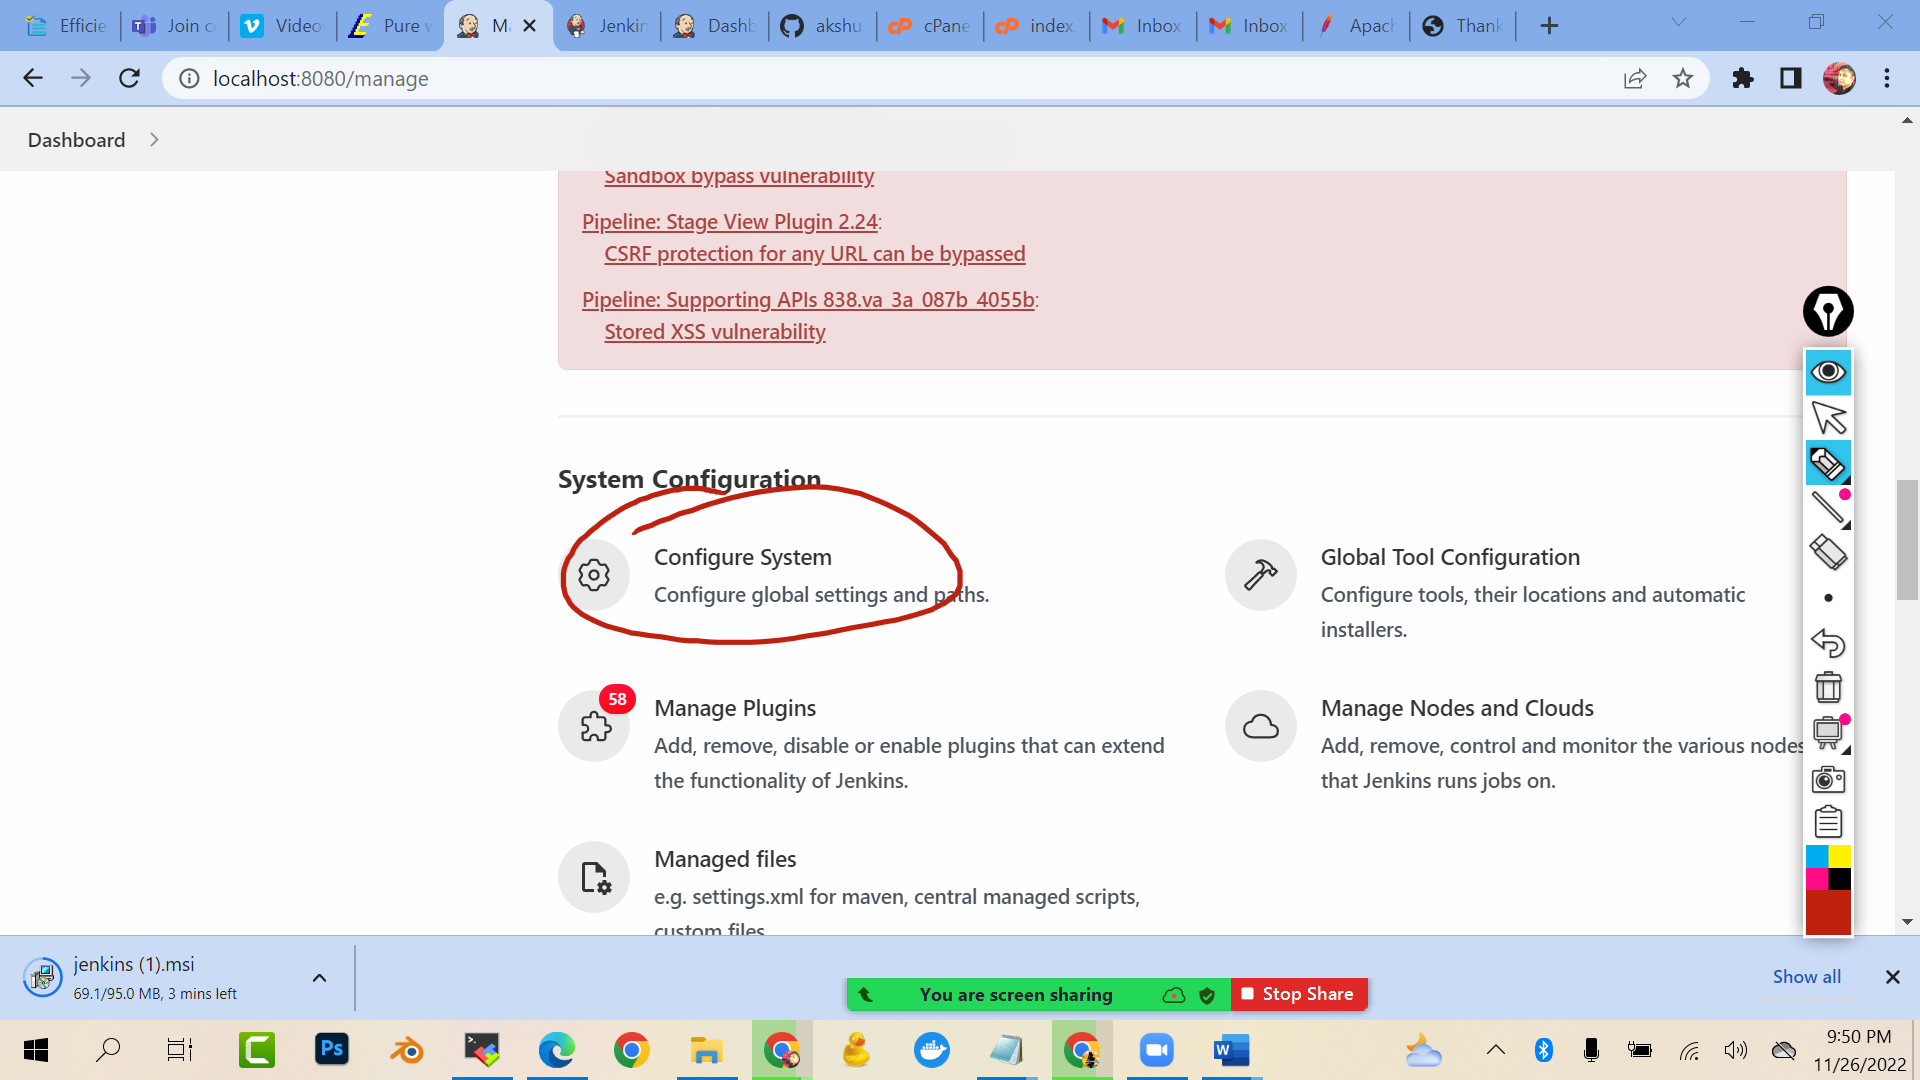 Efficie
Join c
Video
Pure v
M
Jenkin
Dashb
akshu
cPane
index.
Inbox
Inbox
Apach
Thank
localhost:8080/manage
Dashboard
Sandbox bypass vulnerability
Pipeline: Stage View Plugin 2.24:
CSRF protection for any URL can be bypassed
Pipeline: Supporting APIs 838.va_3a_087b_4055b:
Stored XSS vulnerability
System Configuration
Configure System
Configure global settings and paths.
Global Tool Configuration
Configure tools, their locations and automatic
installers.
58
Manage Plugins
Add, remove, disable or enable plugins that can extend
the functionality of Jenkins.
Manage Nodes and Clouds
Add, remove, control and monitor the various nodes
that Jenkins runs jobs on.
Managed files
e.g. settings.xml for maven, central managed scripts,
custom files
jenkins (1).msi
69.1/95.0 MB, 3 mins left
You are screen sharing
Stop Share
Show all
Ps
W
9:50 PM
11/26/2022